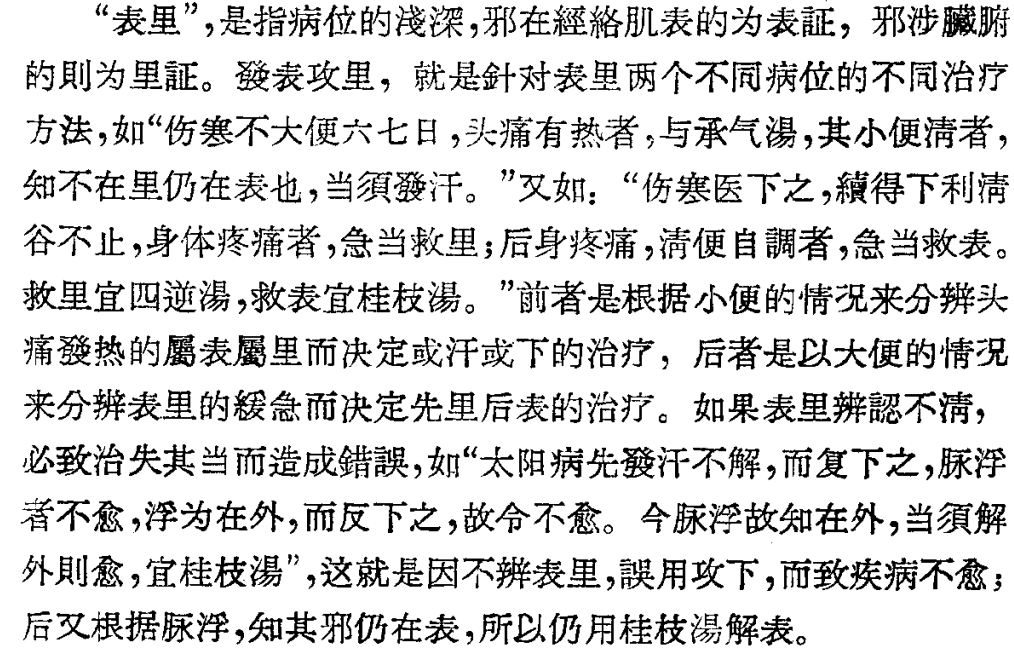 “表里”,是指病位的淺深,邪在經絡肌表的为表証，邪涉臟腑
的則为里証。發表攻里，就是針对表里两个不同病位的不同治疗
方法,如“伤寒不大便六七日,头痛有热者,与承气湯,其小便清者,
知不在里仍在表也,当須發汗。”又如：“伤寒医下之,續得下利清
谷不止,身体疼痛者,急当救里;后身疼痛,清便自調者,急当救表。
救里宜四逆湯,救表宜桂枝湯。”前者是根据小便的情况来分辨头
痛發热的屬表屬里而决定或汗或下的治疗，后者是以大便的情况
来分辨表里的緩急而决定先里后表的治疗。如果表里辨認不清，
必致治失其当而造成錯誤,如“太阳病先發汗不解,而复下之,脉浮
者不愈,浮为在外,而反下之,故令不愈。今脉浮故知在外,当須解
外則愈,宜桂枝湯”,这就是因不辨表里,誤用攻下,而致疾病不愈;
后又根据脉浮,知其邪仍在表,所以仍用桂枝湯解表。